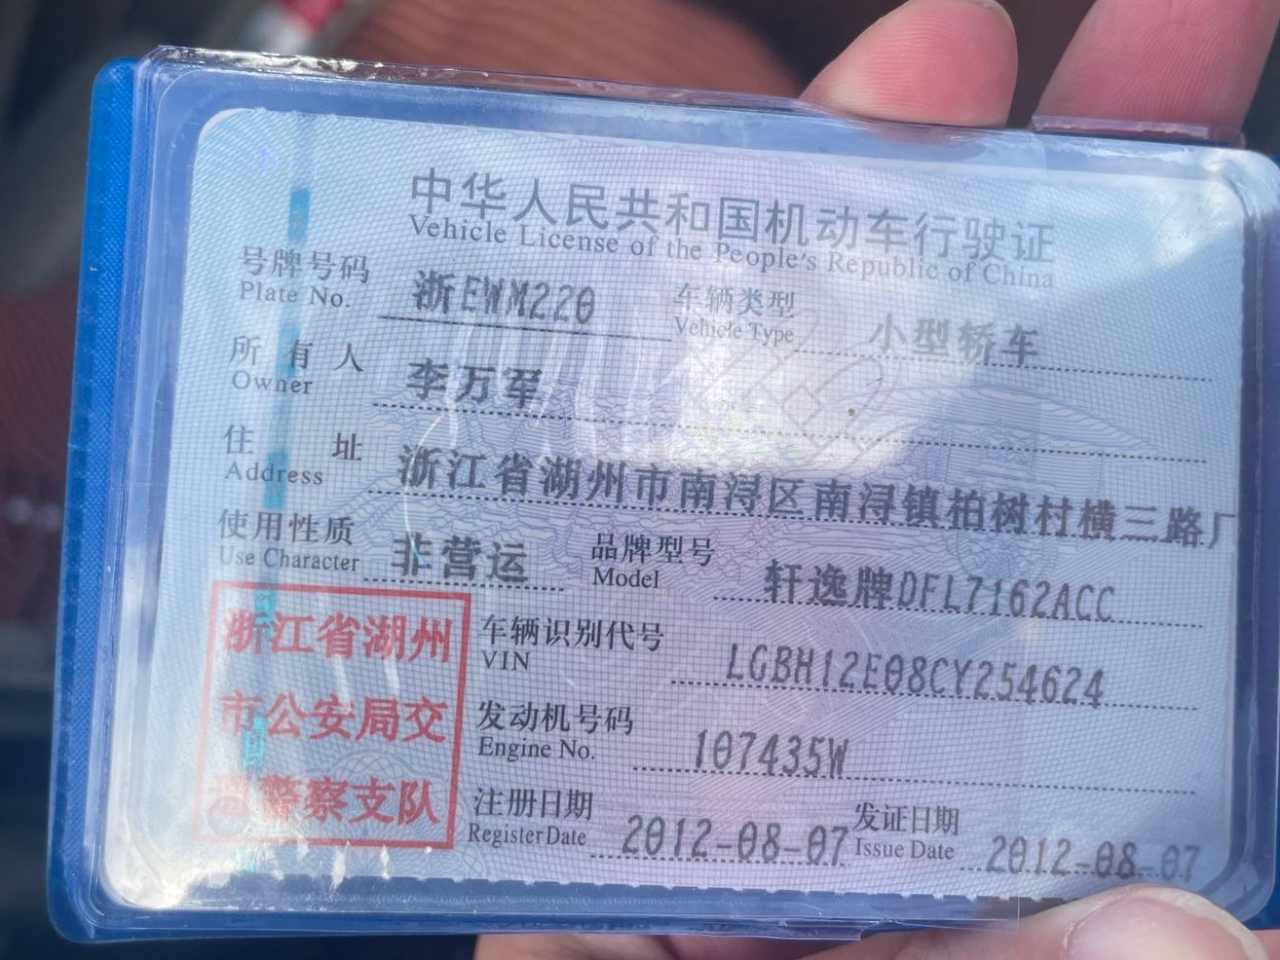 中华人民共和国机动车行驶证
Vehicle License of the People's Republic of China
号牌号码 浙EWM220 车辆类型 小型轿车
Plate No. Vehicle Type
所有人 李万军
Owner
住址 浙江省湖州市南浔区南浔镇柏树村横三路厂
Address
使用性质 非营运 品牌型号 轩逸牌DFL7162ACC
Use Character Model
浙江省湖州
市公安局交
通警察支队
车辆识别代号 LGBH12E08CY254624
VIN
发动机号码 107435W
Engine No.
注册日期 2012-08-07 发证日期 2012-08-07
Register Date Issue Date